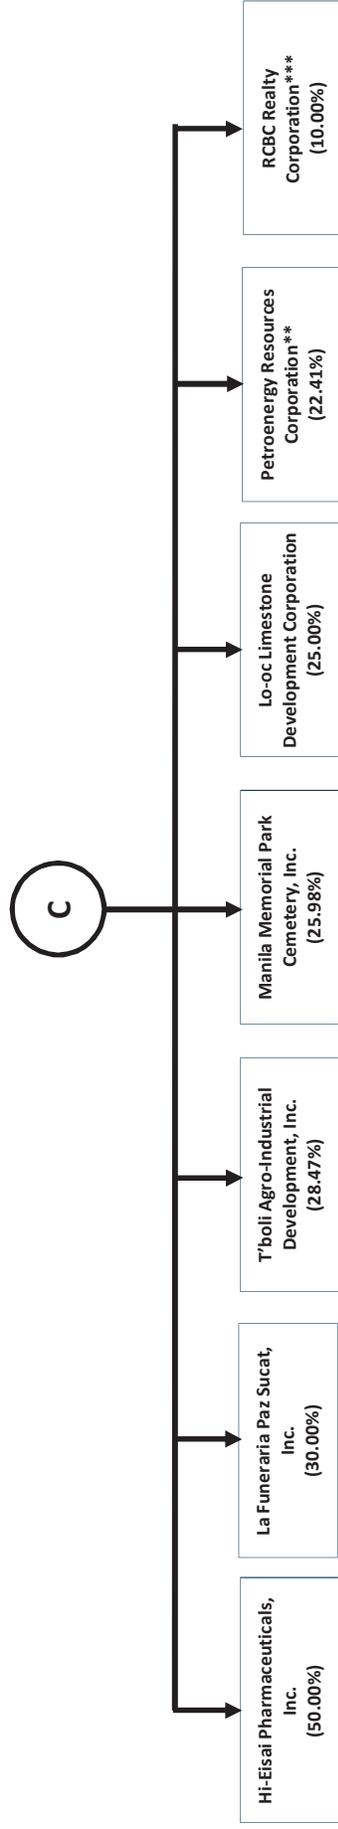 C
Hi-Eisai Pharmaceuticals,
Inc.
(50.00%)
La Funeraria Paz Sucat,
Inc.
(30.00%)
T’boli Agro-Industrial
Development, Inc.
(28.47%)
Manila Memorial Park
Cemetery, Inc.
(25.98%)
Lo-oc Limestone
Development Corporation
(25.00%)
Petroenergy Resources
Corporation**
(22.41%)
RCBC Realty
Corporation***
(10.00%)